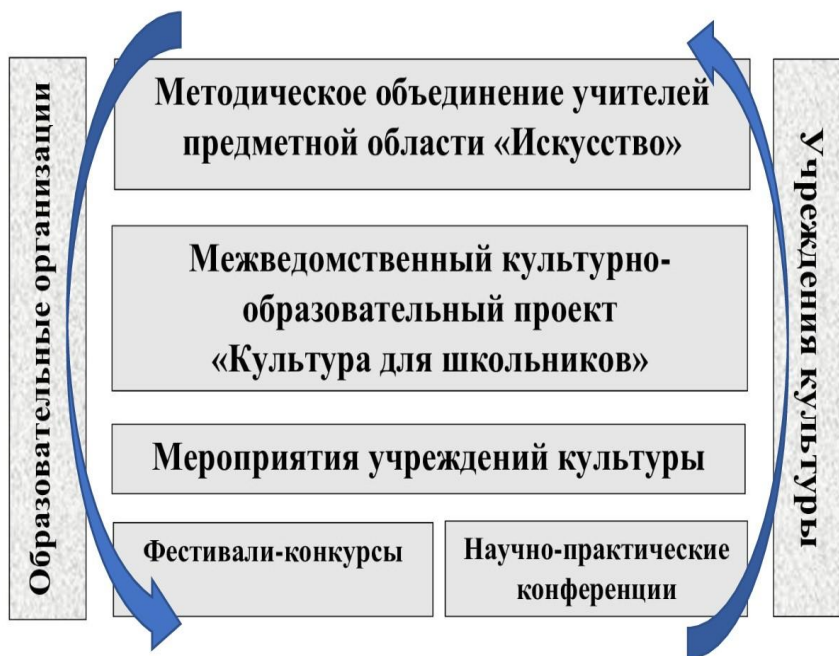 Образовательные организации
Методическое объединение учителей
предметной области «Искусство»
Межведомственный культурно-
образовательный проект
«Культура для школьников»
Мероприятия учреждений культуры
Фестивали-конкурсы
Научно-практические
конференции
Учреждения культуры